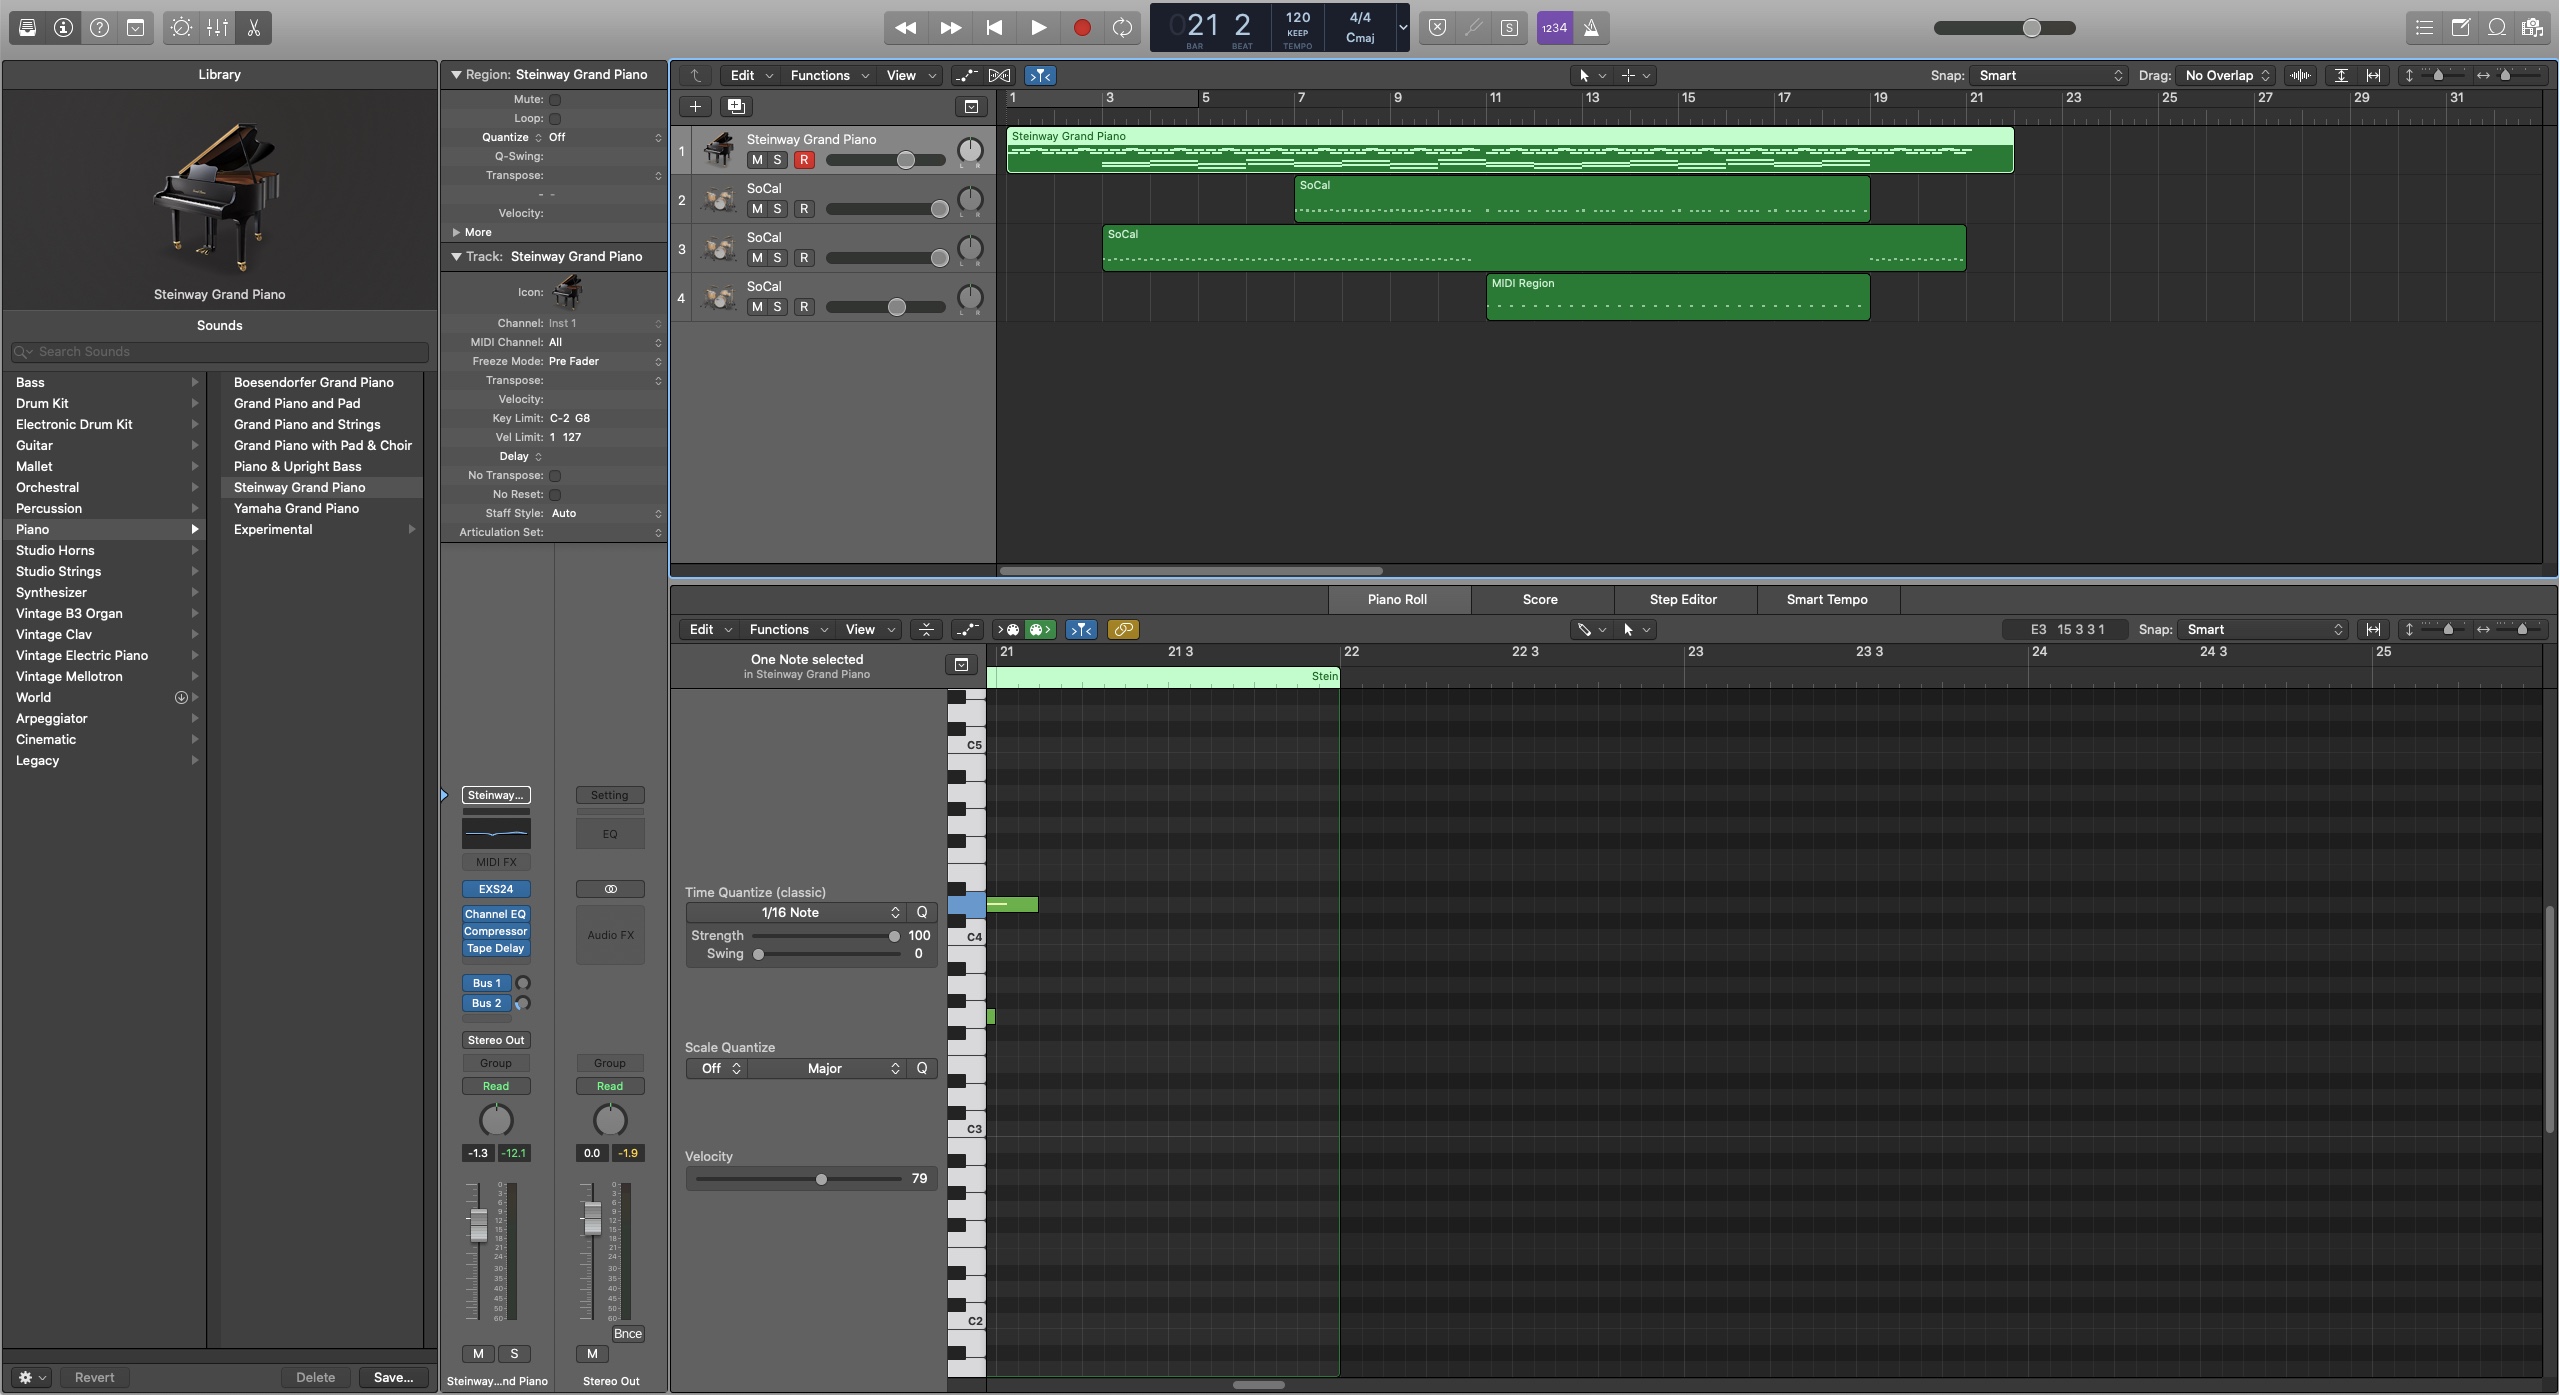 021 2
BAR BEAT
120
KEEP
TEMPO
4/4
Cmaj
S
1234
Library
Steinway Grand Piano
Sounds
Search Sounds
Bass
Drum Kit
Electronic Drum Kit
Guitar
Mallet
Orchestral
Percussion
Piano
Studio Horns
Studio Strings
Synthesizer
Vintage B3 Organ
Vintage Clav
Vintage Electric Piano
Vintage Mellotron
World
Arpeggiator
Cinematic
Legacy
Boesendorfer Grand Piano
Grand Piano and Pad
Grand Piano and Strings
Grand Piano with Pad & Choir
Piano & Upright Bass
Steinway Grand Piano
Yamaha Grand Piano
Experimental
Revert Delete Save...
Region: Steinway Grand Piano
Mute:
Loop:
Quantize Off
Q-Swing:
Transpose:
- -
Velocity:
More
Track: Steinway Grand Piano
Icon:
Channel: Inst 1
MIDI Channel: All
Freeze Mode: Pre Fader
Transpose:
Velocity:
Key Limit: C-2 G8
Vel Limit: 1 127
Delay
No Transpose:
No Reset:
Staff Style: Auto
Articulation Set:
Steinway... Setting
EQ
MIDI FX
EXS24
Channel EQ
Compressor
Tape Delay
Audio FX
Bus 1
Bus 2
Stereo Out
Group Group
Read Read
-1.3 -12.1 0.0 -1.9
Bnce
M S M
Steinway...nd Piano Stereo Out
Edit Functions View
Snap: Smart Drag: No Overlap
1 3 5 7 9 11 13 15 17 19 21 23 25 27 29 31
1 Steinway Grand Piano
M S R
L R
Steinway Grand Piano
2 SoCal
M S R
L R
SoCal
3 SoCal
M S R
L R
SoCal
4 SoCal
M S R
L R
MIDI Region
Piano Roll Score Step Editor Smart Tempo
Edit Functions View
E3 15 3 3 1 Snap: Smart
One Note selected
in Steinway Grand Piano
21 21 3 22 22 3 23 23 3 24 24 3 25
Stein
C5
C4
C3
C2
Time Quantize (classic)
1/16 Note Q
Strength 100
Swing 0
Scale Quantize
Off Major Q
Velocity
79